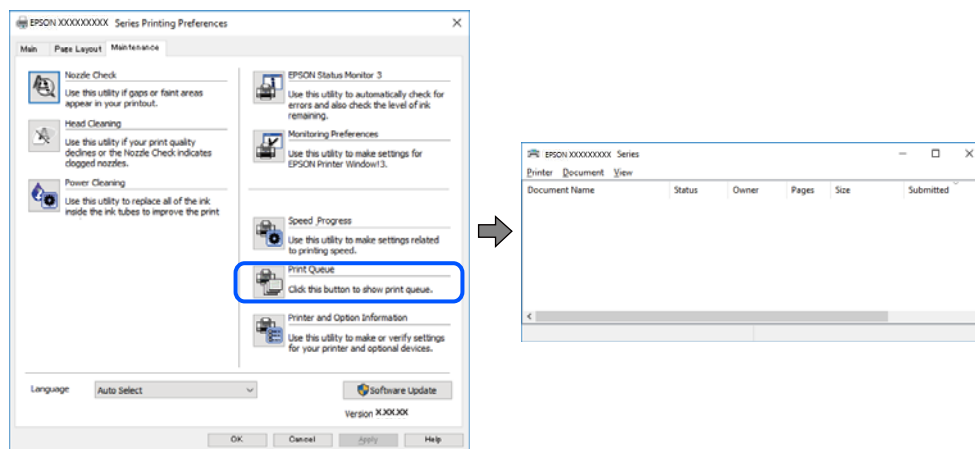 EPSON XXXXXXXXX Series Printing Preferences
Main Page Layout Maintenance
Nozzle Check
Use this utility if gaps or faint areas
appear in your printout.
Head Cleaning
Use this utility if your print quality
declines or the Nozzle Check indicates
clogged nozzles.
Power Cleaning
Use this utility to replace all of the ink
inside the ink tubes to improve the print
EPSON Status Monitor 3
Use this utility to automatically check for
errors and also check the level of ink
remaining.
Monitoring Preferences
Use this utility to make settings for
EPSON Printer Window!3.
Speed Progress
Use this utility to make settings related
to printing speed.
Print Queue
Click this button to show print queue.
Printer and Option Information
Use this utility to make or verify settings
for your printer and optional devices.
Language Auto Select
Software Update
Version X.XX.XX
OK Cancel Apply Help
EPSON XXXXXXXXX Series
Printer Document View
Document Name Status Owner Pages Size Submitted